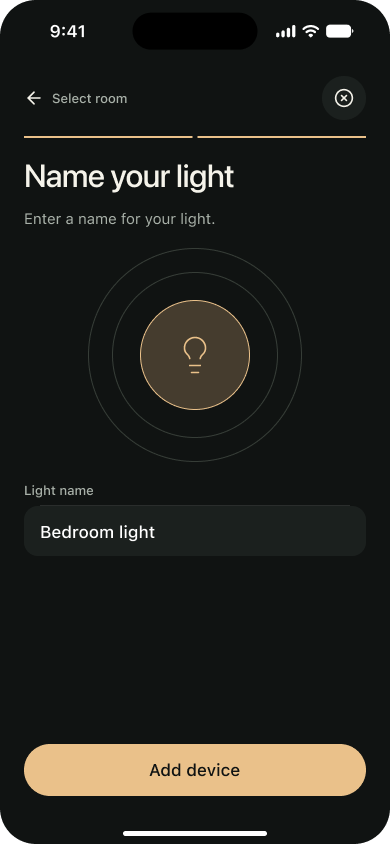 9:41
Select room
Name your light
Enter a name for your light.
Light name
Bedroom light
Add device